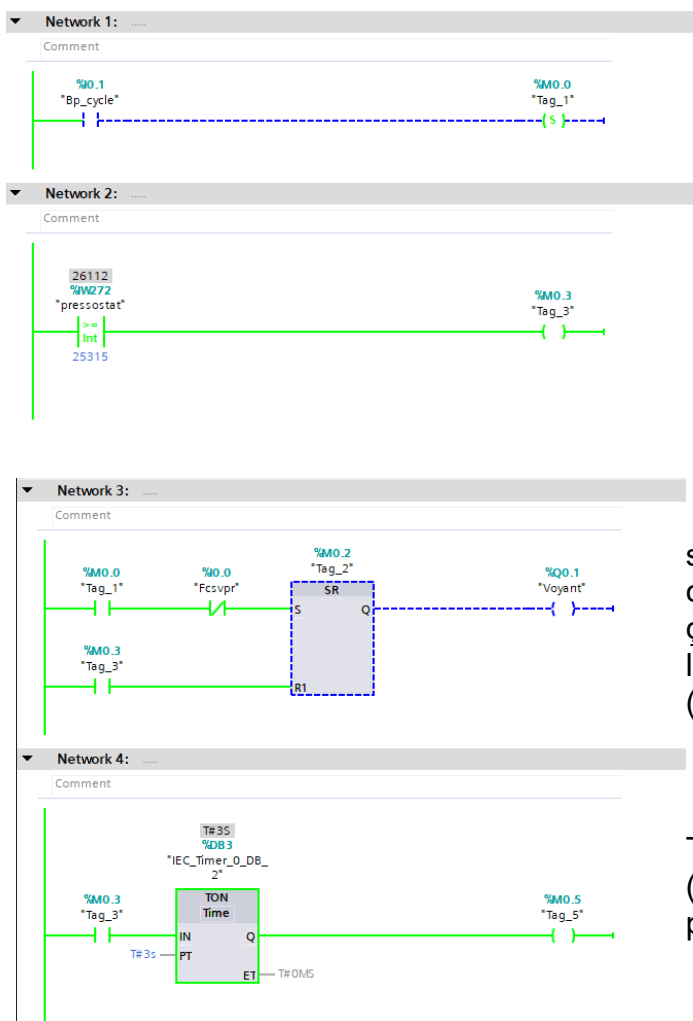 Network 1: .....
Comment
%I0.1
"Bp_cycle"
%M0.0
"Tag_1"
S
Network 2: .....
Comment
26112
%IW272
"pressostat"
>=
Int
25315
%M0.3
"Tag_3"
Network 3: .....
Comment
%M0.0
"Tag_1"
%I0.0
"Fcsvpr"
%M0.2
"Tag_2"
SR
S
Q
R1
%Q0.1
"Voyant"
%M0.3
"Tag_3"
Network 4: .....
Comment
T#3S
%DB3
"IEC_Timer_0_DB_
2"
TON
Time
%M0.3
"Tag_3"
IN
Q
T#3s
PT
ET
T#0MS
%M0.5
"Tag_5"